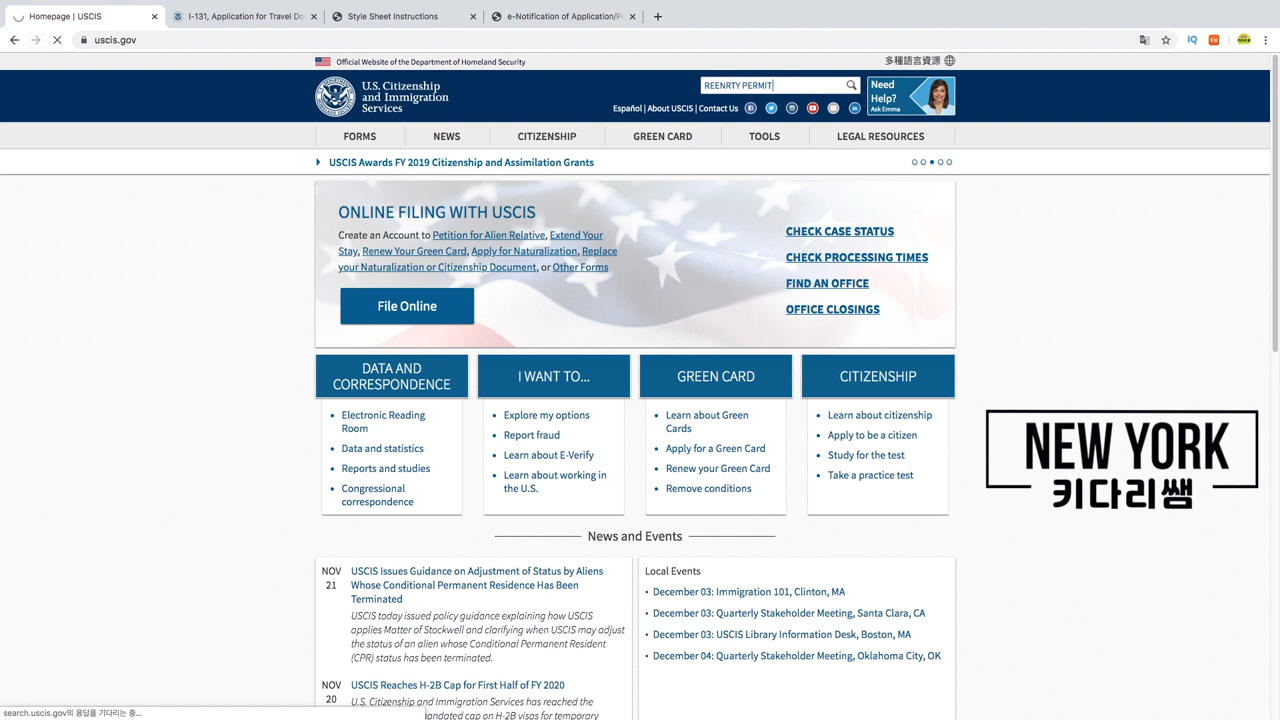 Homepage | USCIS
I-131, Application for Travel Do
Style Sheet Instructions
e-Notification of Application/P
uscis.gov
Official Website of the Department of Homeland Security
多種語言資源
U.S. Citizenship
and Immigration
Services
REENRTY PERMIT
Need
Help?
Ask Emma
Español | About USCIS | Contact Us
FORMS
NEWS
CITIZENSHIP
GREEN CARD
TOOLS
LEGAL RESOURCES
USCIS Awards FY 2019 Citizenship and Assimilation Grants
ONLINE FILING WITH USCIS
Create an Account to Petition for Alien Relative, Extend Your
Stay, Renew Your Green Card, Apply for Naturalization, Replace
your Naturalization or Citizenship Document, or Other Forms
File Online
CHECK CASE STATUS
CHECK PROCESSING TIMES
FIND AN OFFICE
OFFICE CLOSINGS
DATA AND
CORRESPONDENCE
Electronic Reading
Room
Data and statistics
Reports and studies
Congressional
correspondence
I WANT TO...
Explore my options
Report fraud
Learn about E-Verify
Learn about working in
the U.S.
GREEN CARD
Learn about Green
Cards
Apply for a Green Card
Renew your Green Card
Remove conditions
CITIZENSHIP
Learn about citizenship
Apply to be a citizen
Study for the test
Take a practice test
NEW YORK
키다리쌤
News and Events
NOV
21
USCIS Issues Guidance on Adjustment of Status by Aliens
Whose Conditional Permanent Residence Has Been
Terminated
USCIS today issued policy guidance explaining how USCIS
applies Matter of Stockwell and clarifying when USCIS may adjust
the status of an alien whose Conditional Permanent Resident
(CPR) status has been terminated.
NOV
20
USCIS Reaches H-2B Cap for First Half of FY 2020
U.S. Citizenship and Immigration Services has reached the
andated cap on H-2B visas for temporary
Local Events
December 03: Immigration 101, Clinton, MA
December 03: Quarterly Stakeholder Meeting, Santa Clara, CA
December 03: USCIS Library Information Desk, Boston, MA
December 04: Quarterly Stakeholder Meeting, Oklahoma City, OK
search.uscis.gov의 응답을 기다리는 중...